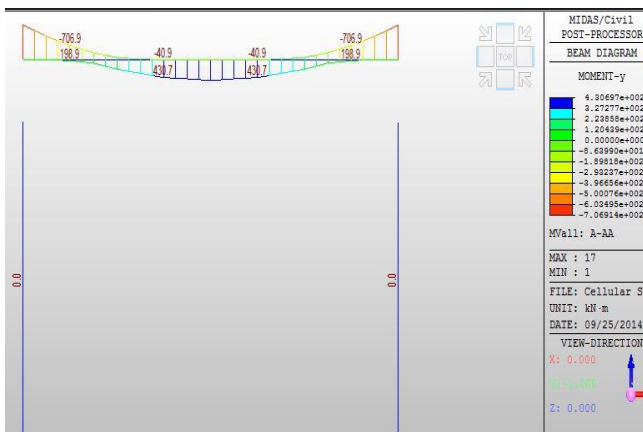 MIDAS/Civil
POST-PROCESSOR
BEAM DIAGRAM
MOMENT-y
4.30697e+002
3.27277e+002
2.23858e+002
1.20439e+002
0.00000e+000
-8.63990e+001
-1.89818e+002
-2.93237e+002
-3.96656e+002
-5.00076e+002
-6.03495e+002
-7.06914e+002
MVall: A-AA
MAX : 17
MIN : 1
FILE: Cellular S
UNIT: kN·m
DATE: 09/25/2014
VIEW-DIRECTION
X: 0.000
Z: 0.000
-706.9
198.9
-40.9
430.7
-40.9
430.7
-706.9
198.9
TOP
0.0
0.0